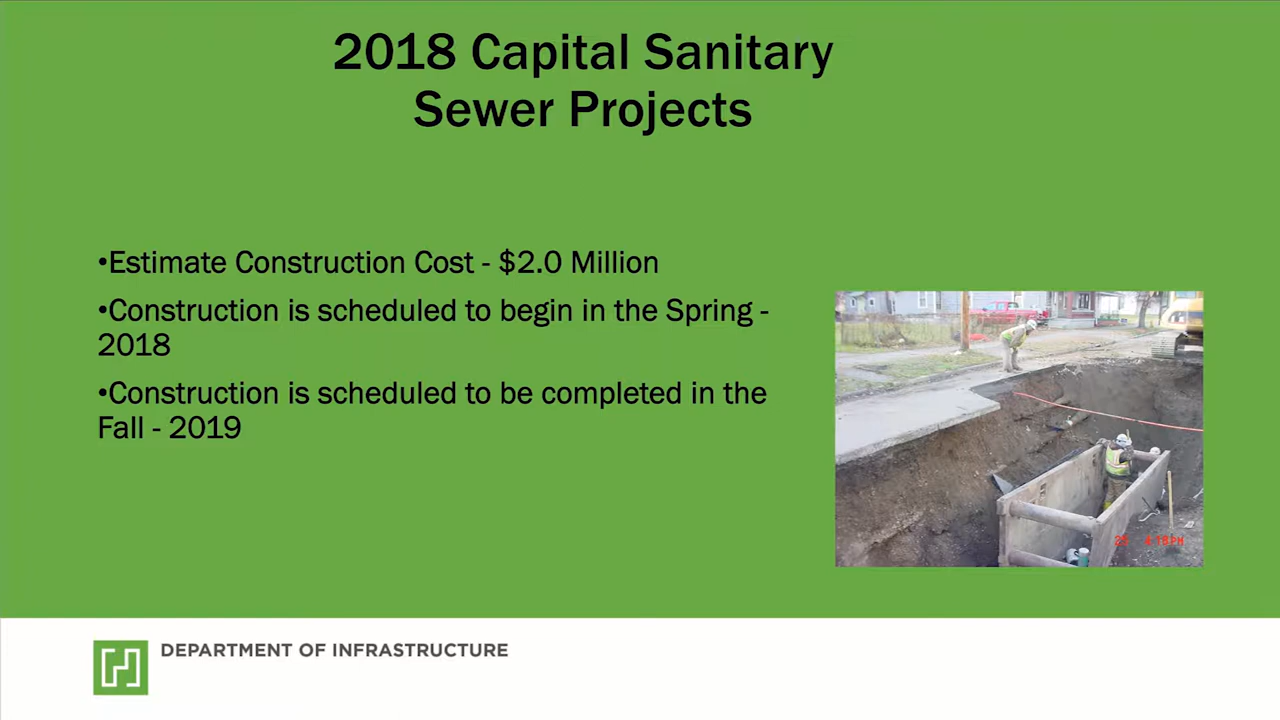 2018 Capital Sanitary
Sewer Projects
•Estimate Construction Cost - $2.0 Million
•Construction is scheduled to begin in the Spring -
2018
•Construction is scheduled to be completed in the
Fall - 2019
DEPARTMENT OF INFRASTRUCTURE